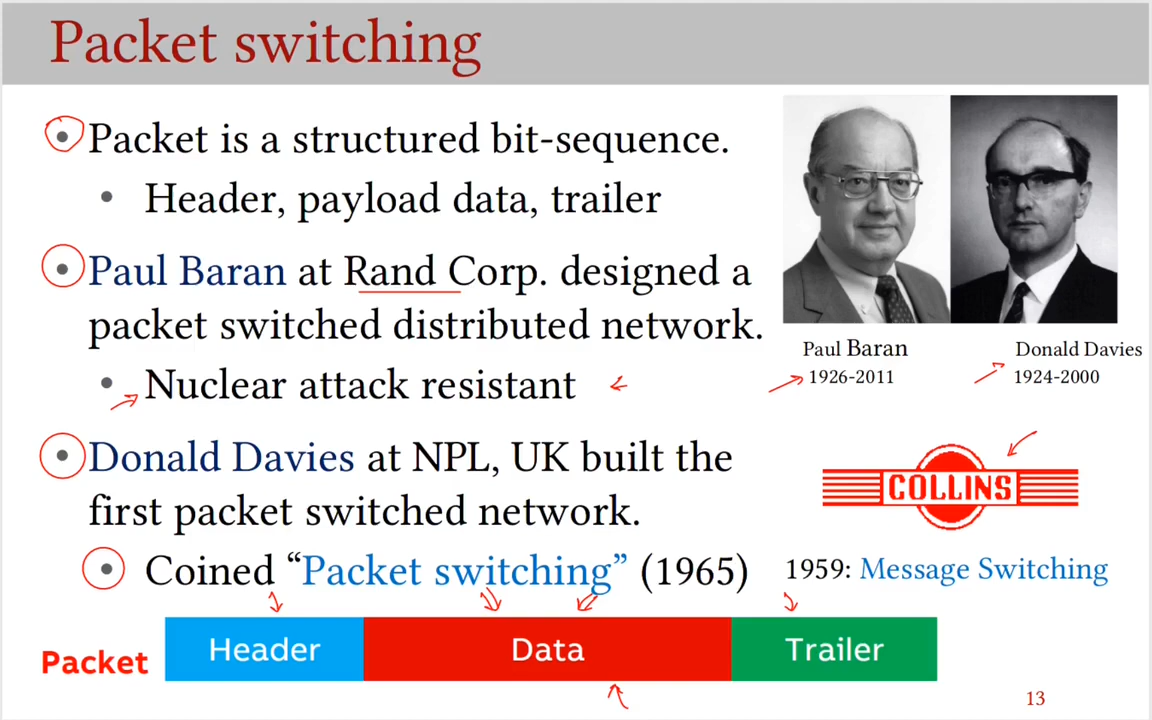 Packet switching
• Packet is a structured bit-sequence.
• Header, payload data, trailer
• Paul Baran at Rand Corp. designed a
packet switched distributed network.
• Nuclear attack resistant
• Donald Davies at NPL, UK built the
first packet switched network.
• Coined “Packet switching” (1965)
Paul Baran
1926-2011
Donald Davies
1924-2000
COLLINS
1959: Message Switching
Packet
Header
Data
Trailer
13